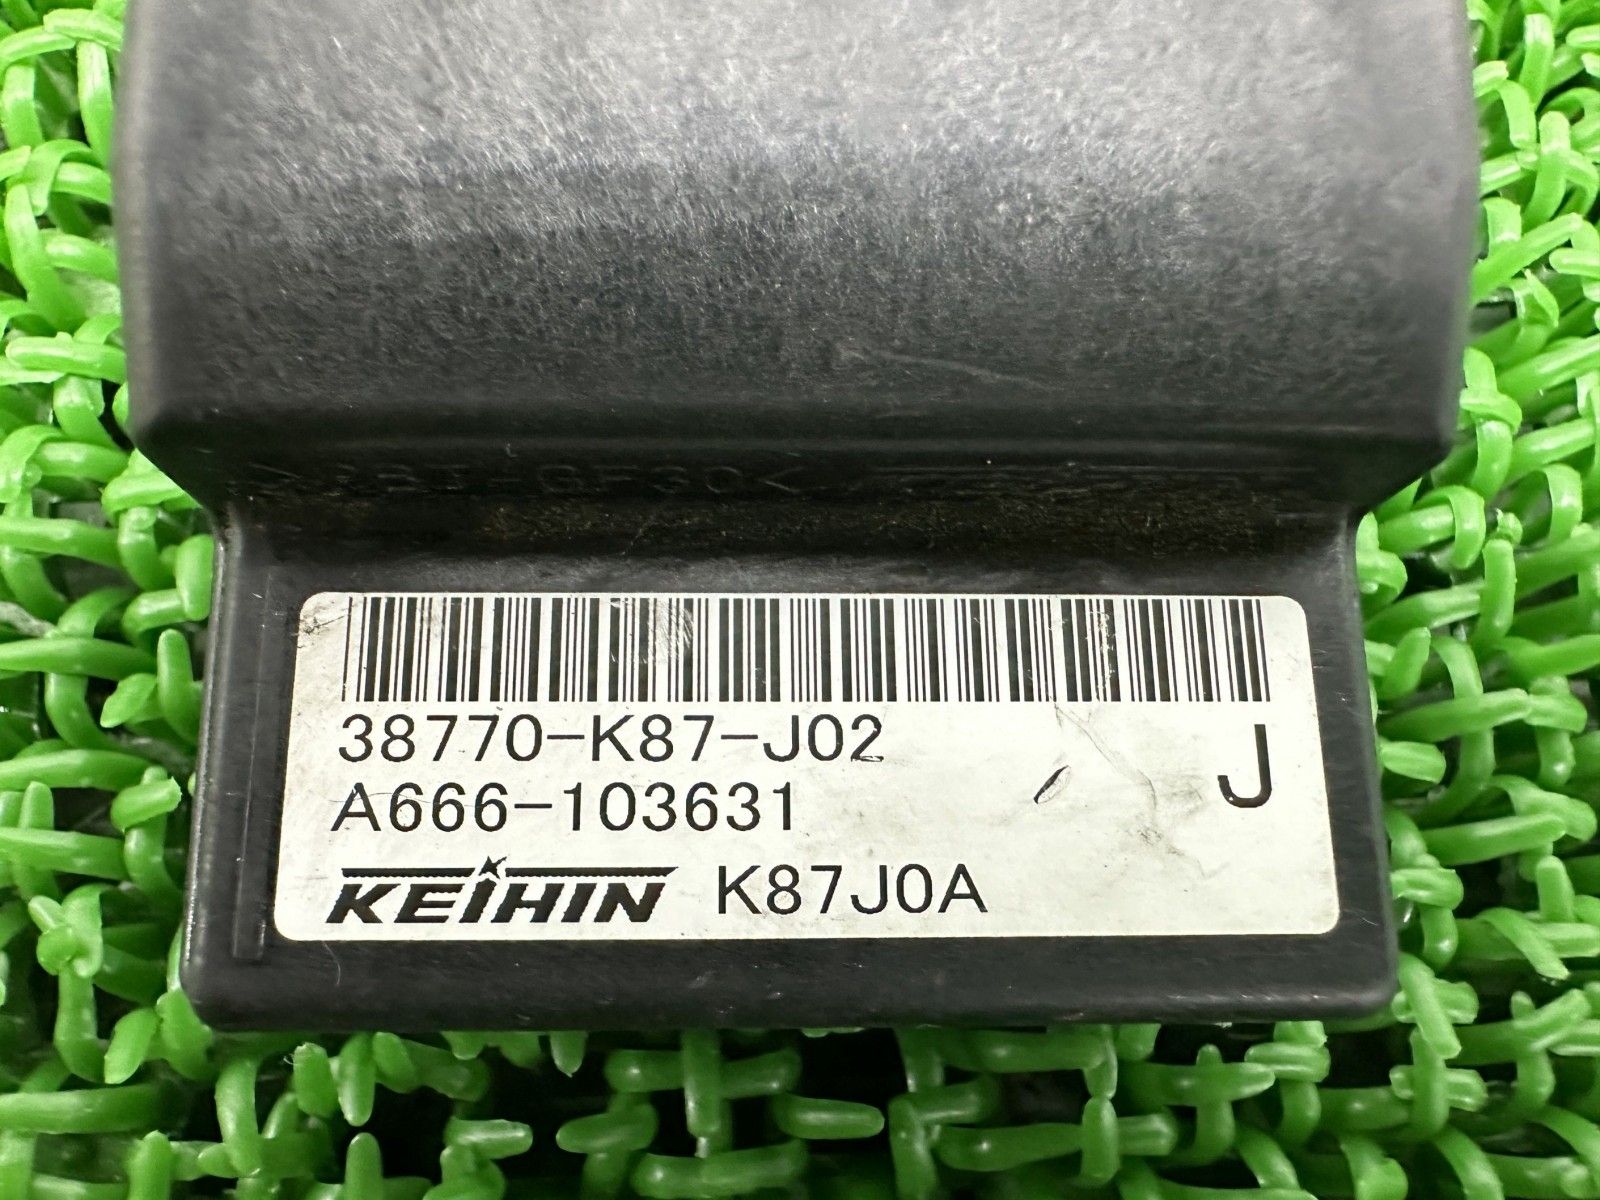 38770-K87-J02
J
A666-103631
KEIHIN K87J0A